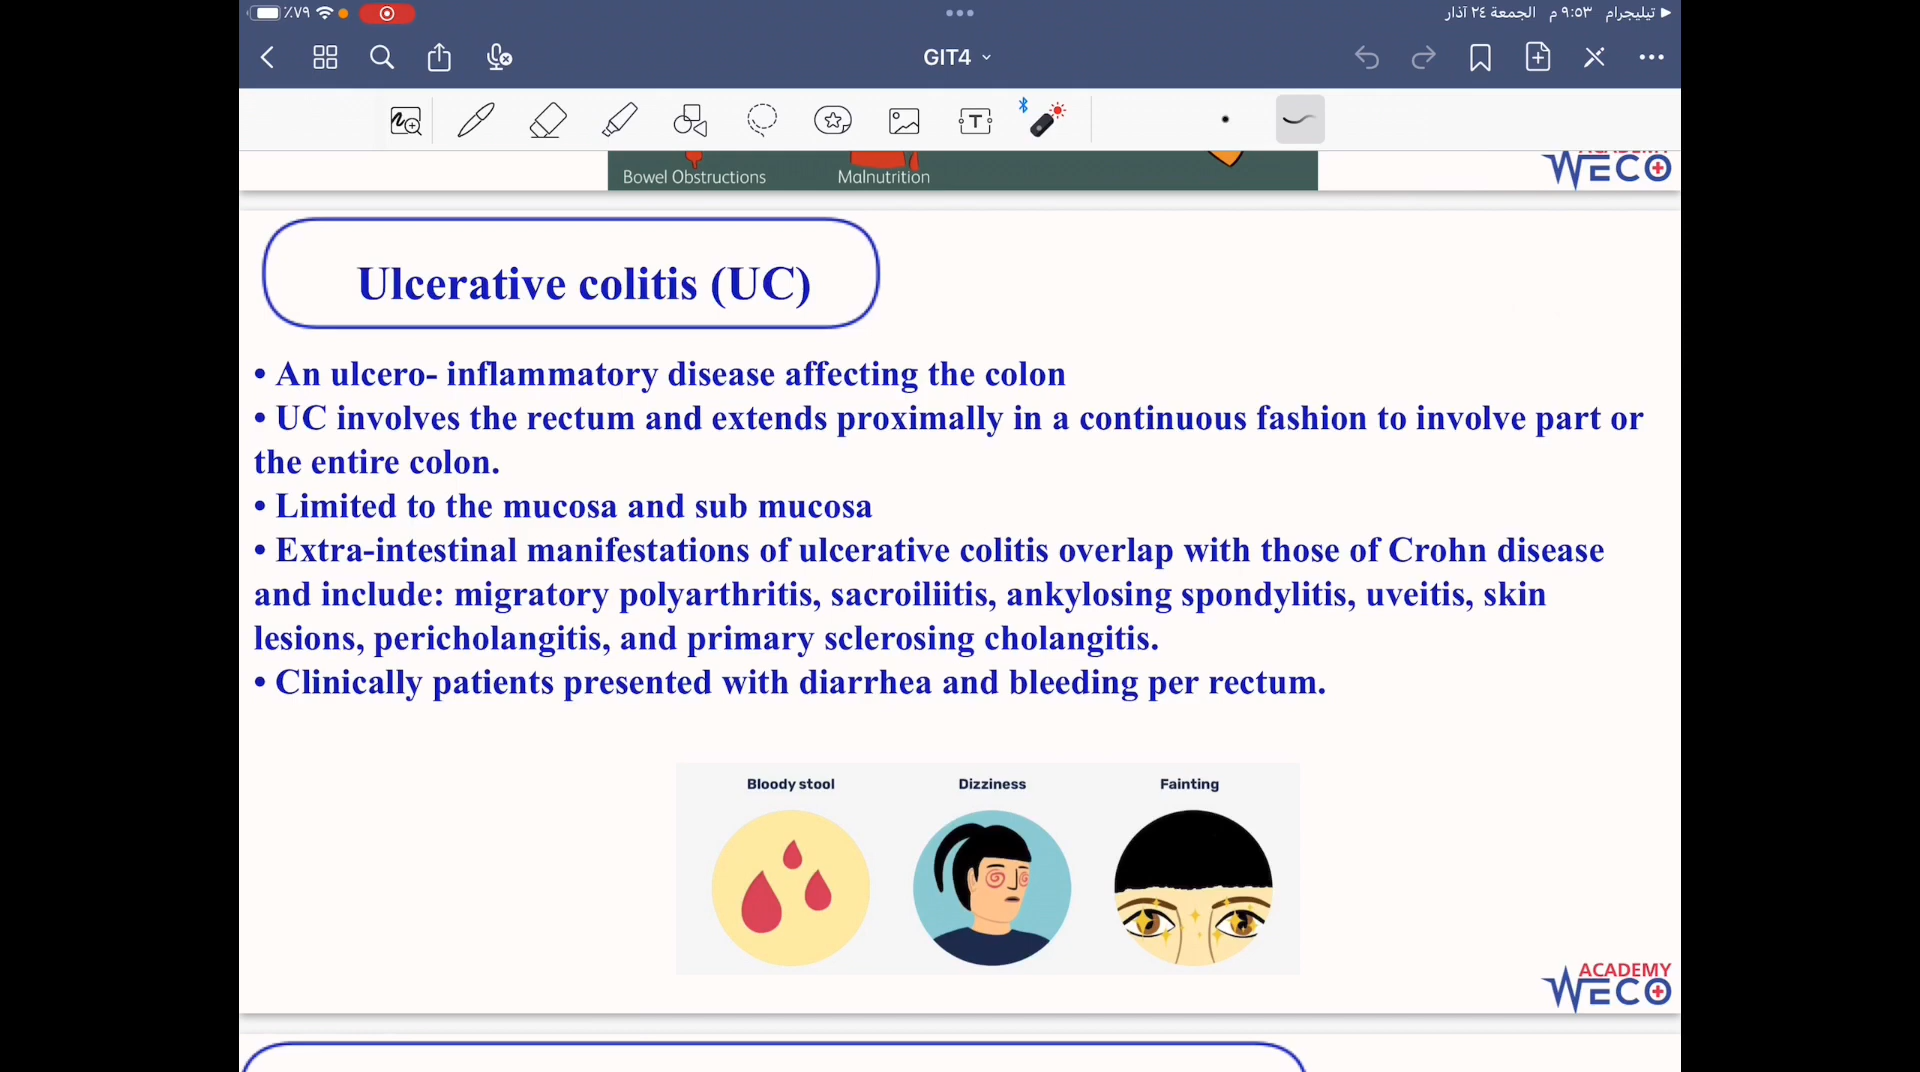 ٪٧٩
الجمعة ٢٤ آذار ٩:٥٣ م تيليجرام
GIT4
T
Bowel Obstructions
Malnutrition
ACADEMY
WECO
Ulcerative colitis (UC)
• An ulcero- inflammatory disease affecting the colon
• UC involves the rectum and extends proximally in a continuous fashion to involve part or
the entire colon.
• Limited to the mucosa and sub mucosa
• Extra-intestinal manifestations of ulcerative colitis overlap with those of Crohn disease
and include: migratory polyarthritis, sacroiliitis, ankylosing spondylitis, uveitis, skin
lesions, pericholangitis, and primary sclerosing cholangitis.
• Clinically patients presented with diarrhea and bleeding per rectum.
Bloody stool
Dizziness
Fainting
ACADEMY
WECO